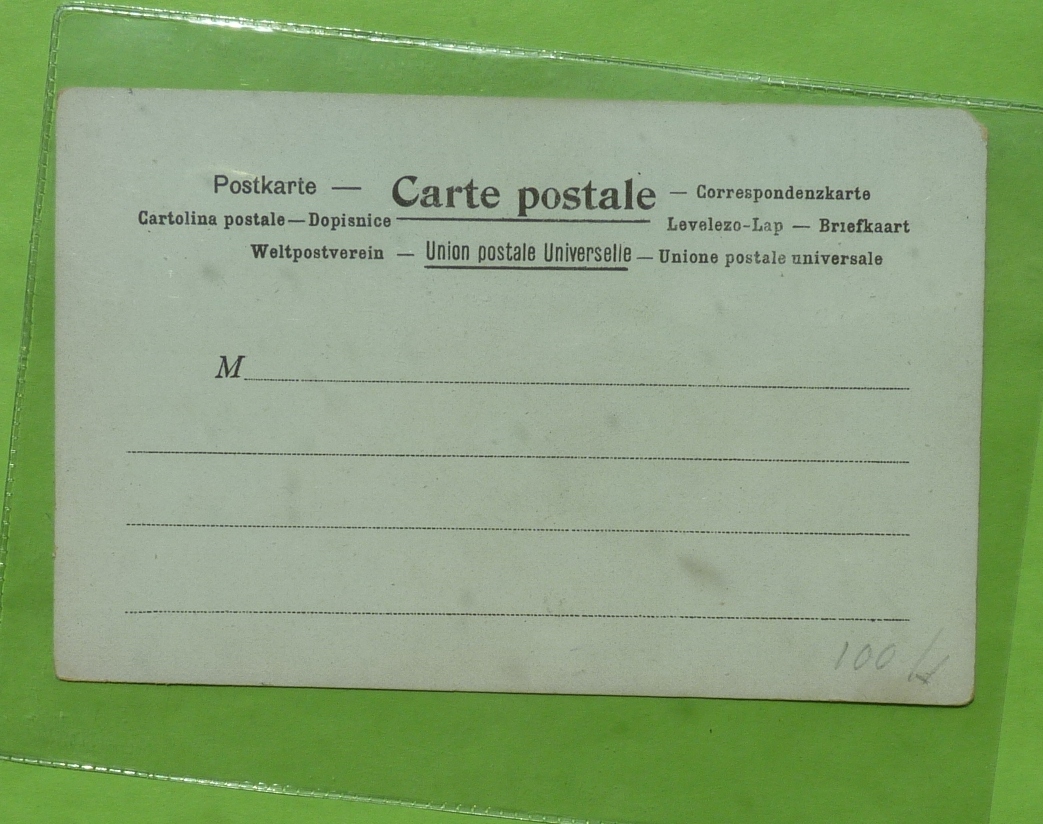 Postkarte — Carte postale — Correspondenzkarte
Cartolina postale — Dopisnice Levelezo-Lap — Briefkaart
Weltpostverein — Union postale Universelle — Unione postale universale
M
100